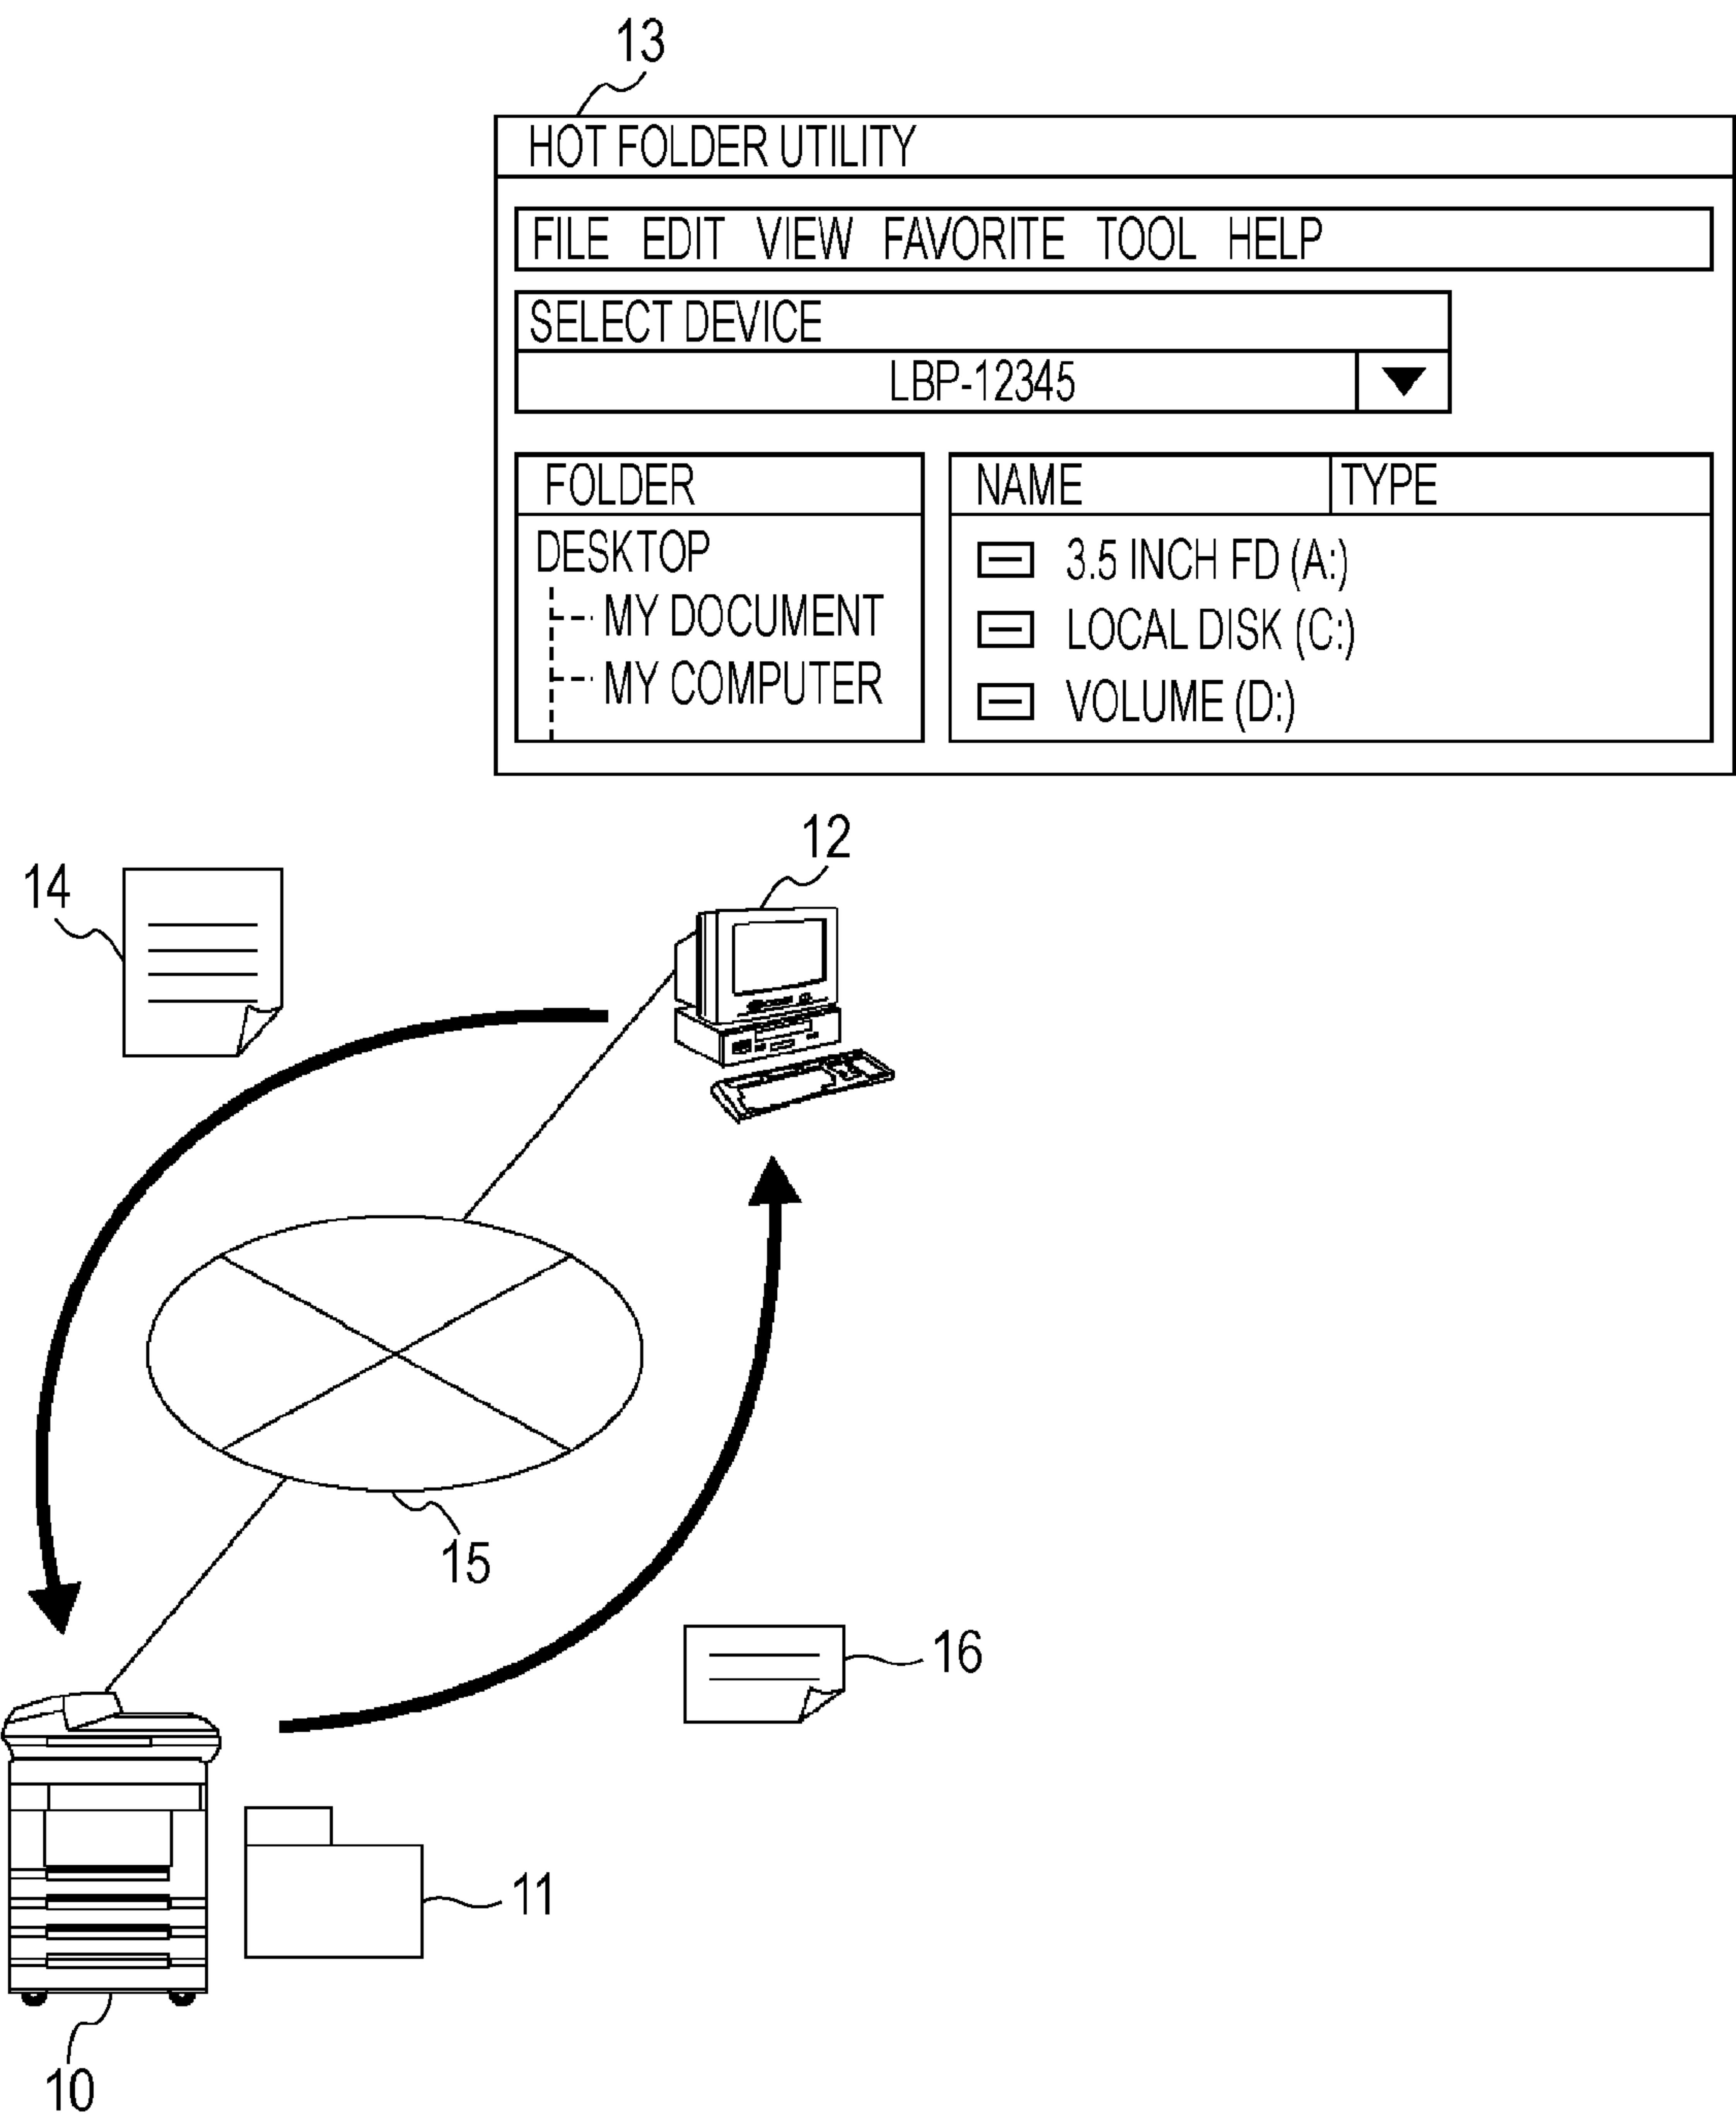 13
HOT FOLDER UTILITY
FILE EDIT VIEW FAVORITE TOOL HELP
SELECT DEVICE
LBP-12345
FOLDER
DESKTOP
MY DOCUMENT
MY COMPUTER
NAME TYPE
3.5 INCH FD (A:)
LOCAL DISK (C:)
VOLUME (D:)
12
14
15
16
11
10